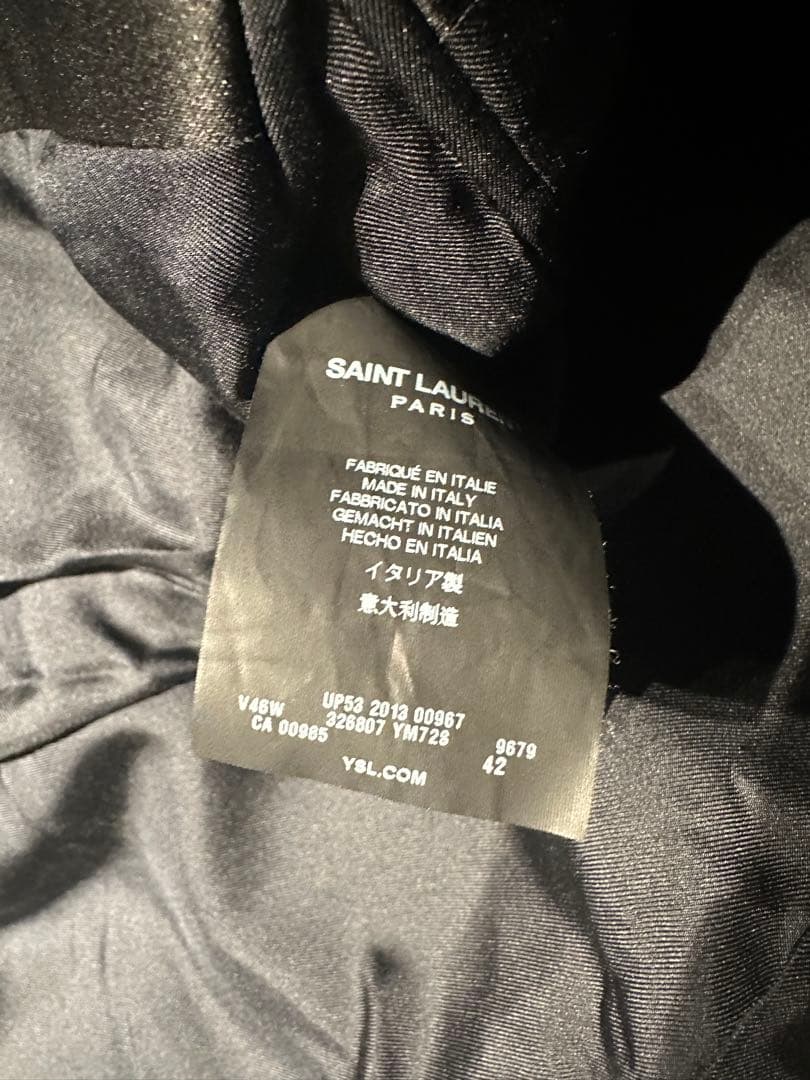 SAINT LAUREN
PARIS
FABRIQUÉ EN ITALIE
MADE IN ITALY
FABBRICATO IN ITALIA
GEMACHT IN ITALIEN
HECHO EN ITALIA
イタリア製
意大利制造
V46W UP53 2013 00967 9679
CA 00985 326807 YM728 42
YSL.COM